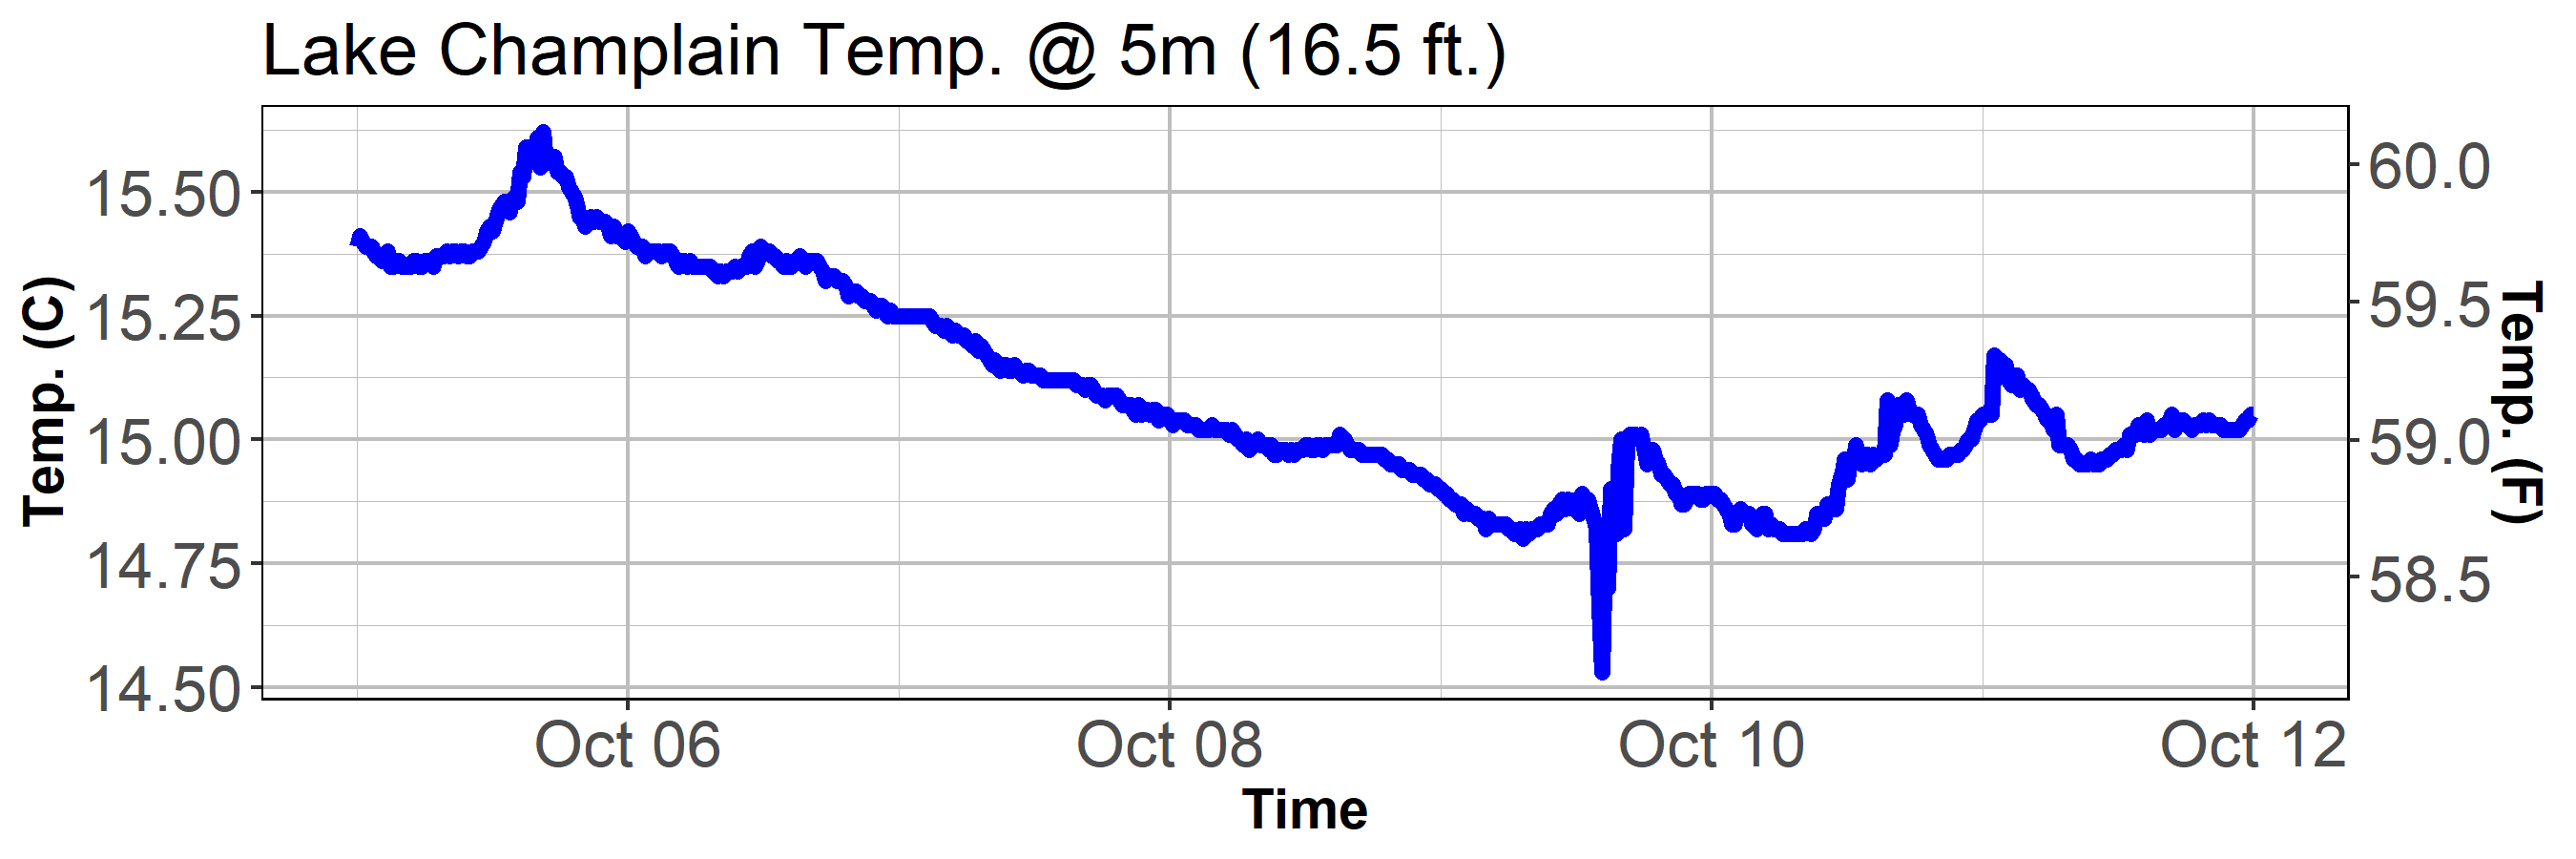 Lake Champlain Temp. @ 5m (16.5 ft.)
Temp. (C)
15.50
15.25
15.00
14.75
14.50
60.0
59.5
59.0
58.5
Temp. (F)
Oct 06 Oct 08 Oct 10 Oct 12
Time